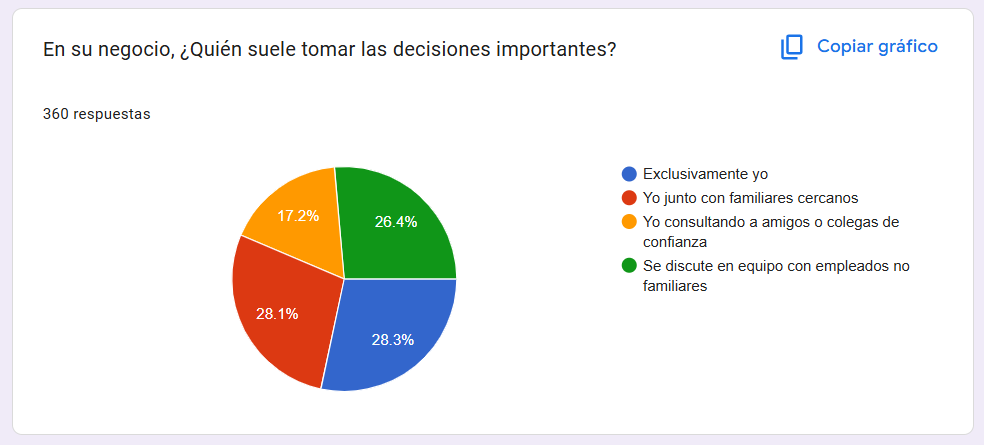 En su negocio, ¿Quién suele tomar las decisiones importantes?
Copiar gráfico
360 respuestas
17.2%
26.4%
28.1%
28.3%
Exclusivamente yo
Yo junto con familiares cercanos
Yo consultando a amigos o colegas de
confianza
Se discute en equipo con empleados no
familiares